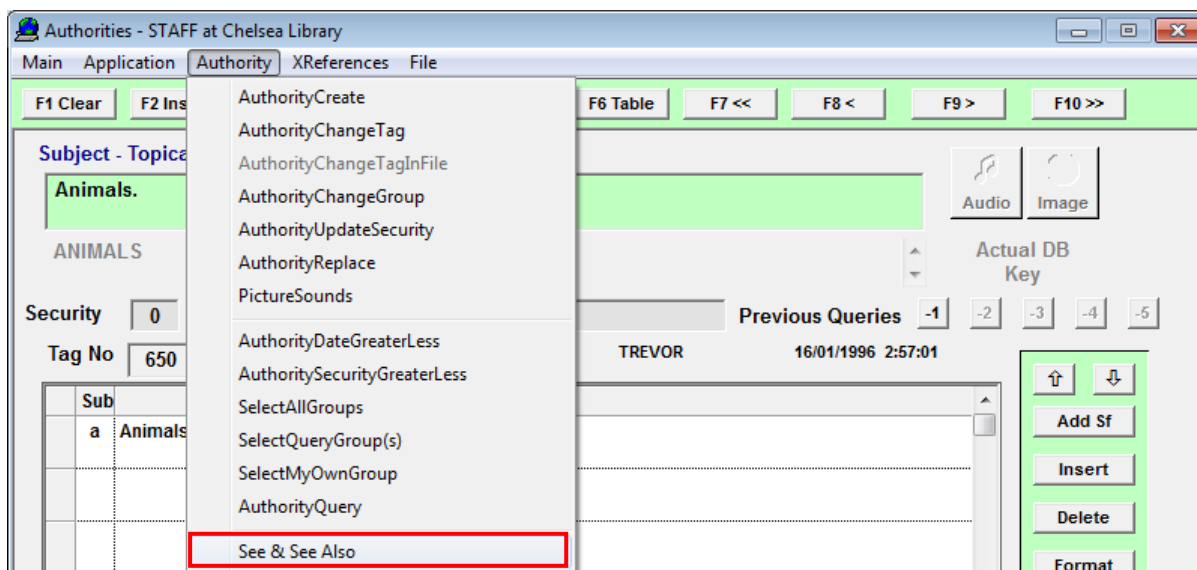 Authorities - STAFF at Chelsea Library
Main Application Authority XReferences File
F1 Clear F2 Ins F6 Table F7 << F8 < F9 > F10 >>
AuthorityCreate
AuthorityChangeTag
AuthorityChangeTagInFile
AuthorityChangeGroup
AuthorityUpdateSecurity
AuthorityReplace
PictureSounds
AuthorityDateGreaterLess
AuthoritySecurityGreaterLess
SelectAllGroups
SelectQueryGroup(s)
SelectMyOwnGroup
AuthorityQuery
See & See Also
Subject - Topica
Animals.
Audio Image
ANIMALS
Actual DB
Key
Security 0
Previous Queries -1 -2 -3 -4 -5
Tag No 650 TREVOR 16/01/1996 2:57:01
Sub
a Animals
Add Sf
Insert
Delete
Format